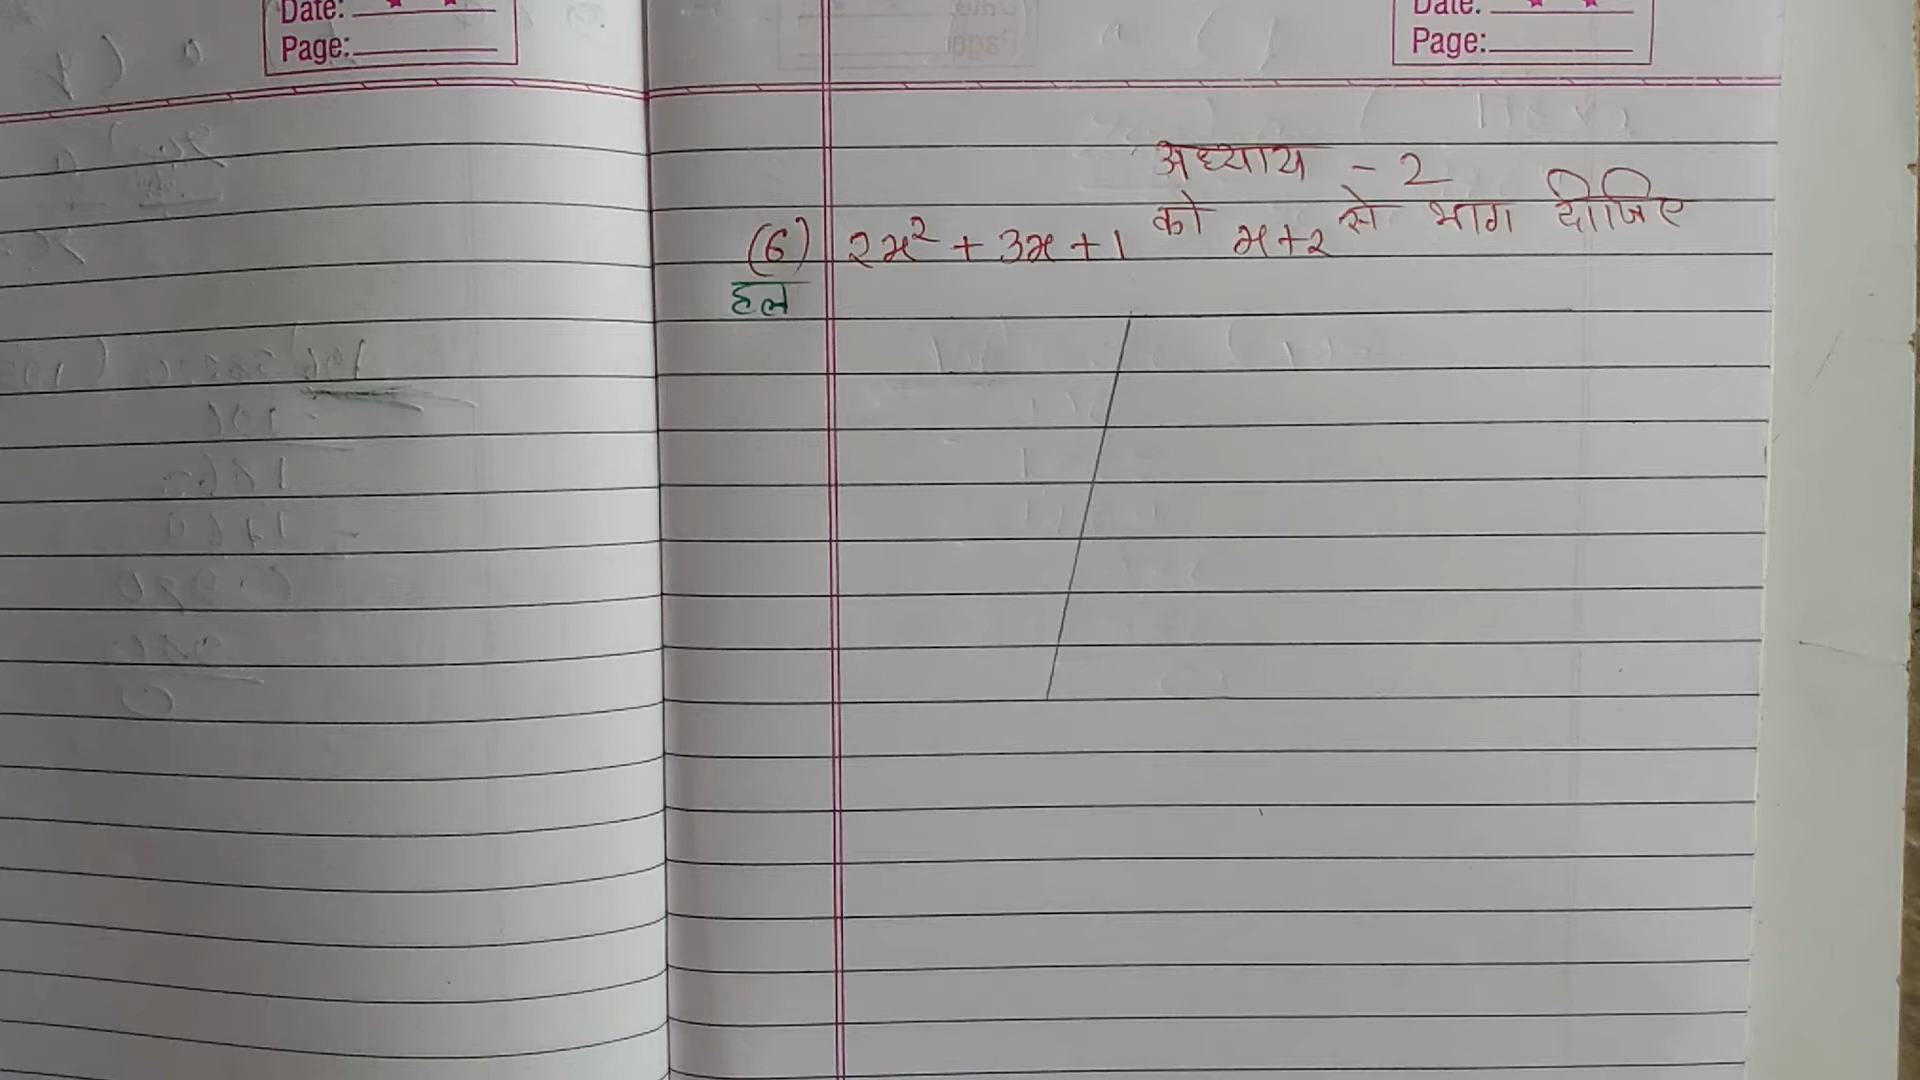 Date:
Page:
Date:
Page:
अध्याय - 2
(6) 2x² + 3x + 1 को x+2 से भाग दीजिए
हल